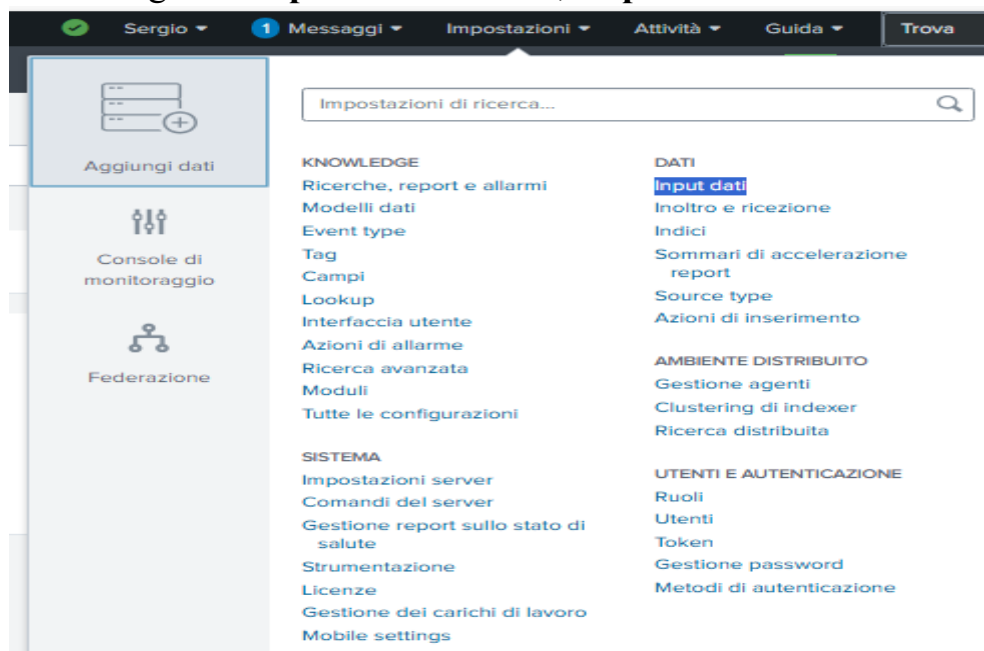 Sergio
1 Messaggi
Impostazioni
Attività
Guida
Trova
Aggiungi dati
Console di
monitoraggio
Federazione
Impostazioni di ricerca...
KNOWLEDGE
Ricerche, report e allarmi
Modelli dati
Event type
Tag
Campi
Lookup
Interfaccia utente
Azioni di allarme
Ricerca avanzata
Moduli
Tutte le configurazioni
SISTEMA
Impostazioni server
Comandi del server
Gestione report sullo stato di
salute
Strumentazione
Licenze
Gestione dei carichi di lavoro
Mobile settings
DATI
Input dati
Inoltro e ricezione
Indici
Sommari di accelerazione
report
Source type
Azioni di inserimento
AMBIENTE DISTRIBUITO
Gestione agenti
Clustering di indexer
Ricerca distribuita
UTENTI E AUTENTICAZIONE
Ruoli
Utenti
Token
Gestione password
Metodi di autenticazione